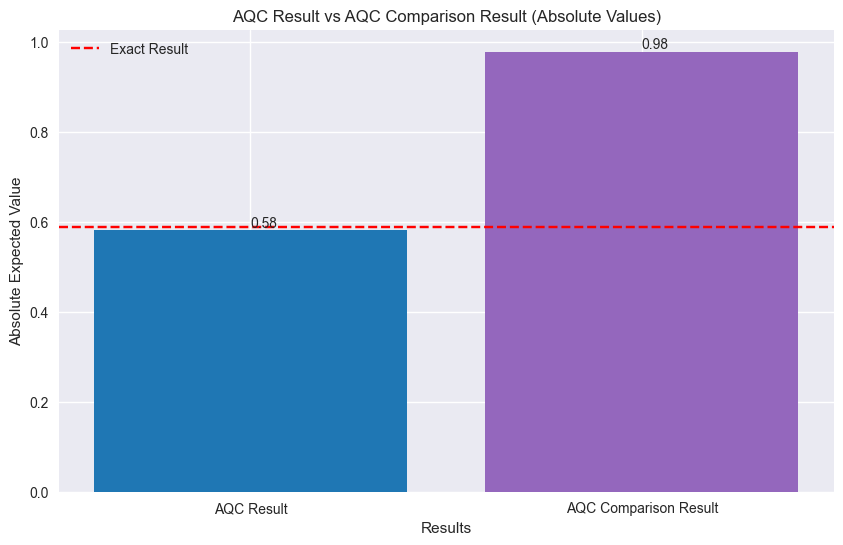 AQC Result vs AQC Comparison Result (Absolute Values)
Exact Result
1.0
0.8
0.6
0.4
0.2
0.0
Absolute Expected Value
0.58
0.98
AQC Result
AQC Comparison Result
Results